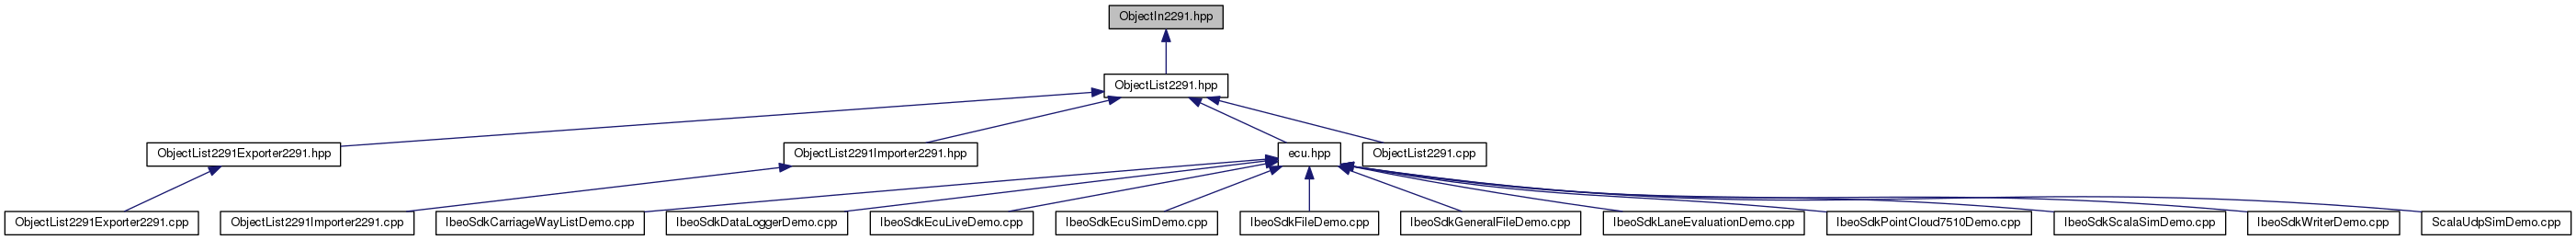 ObjectIn2291.hpp
ObjectList2291.hpp
ObjectList2291Exporter2291.hpp
ObjectList2291Importer2291.hpp
ecu.hpp
ObjectList2291.cpp
ObjectList2291Exporter2291.cpp
ObjectList2291Importer2291.cpp
IbeoSdkCarriageWayListDemo.cpp
IbeoSdkDataLoggerDemo.cpp
IbeoSdkEcuLiveDemo.cpp
IbeoSdkEcuSimDemo.cpp
IbeoSdkFileDemo.cpp
IbeoSdkGeneralFileDemo.cpp
IbeoSdkLaneEvaluationDemo.cpp
IbeoSdkPointCloud7510Demo.cpp
IbeoSdkScalaSimDemo.cpp
IbeoSdkWriterDemo.cpp
ScalaUdpSimDemo.cpp